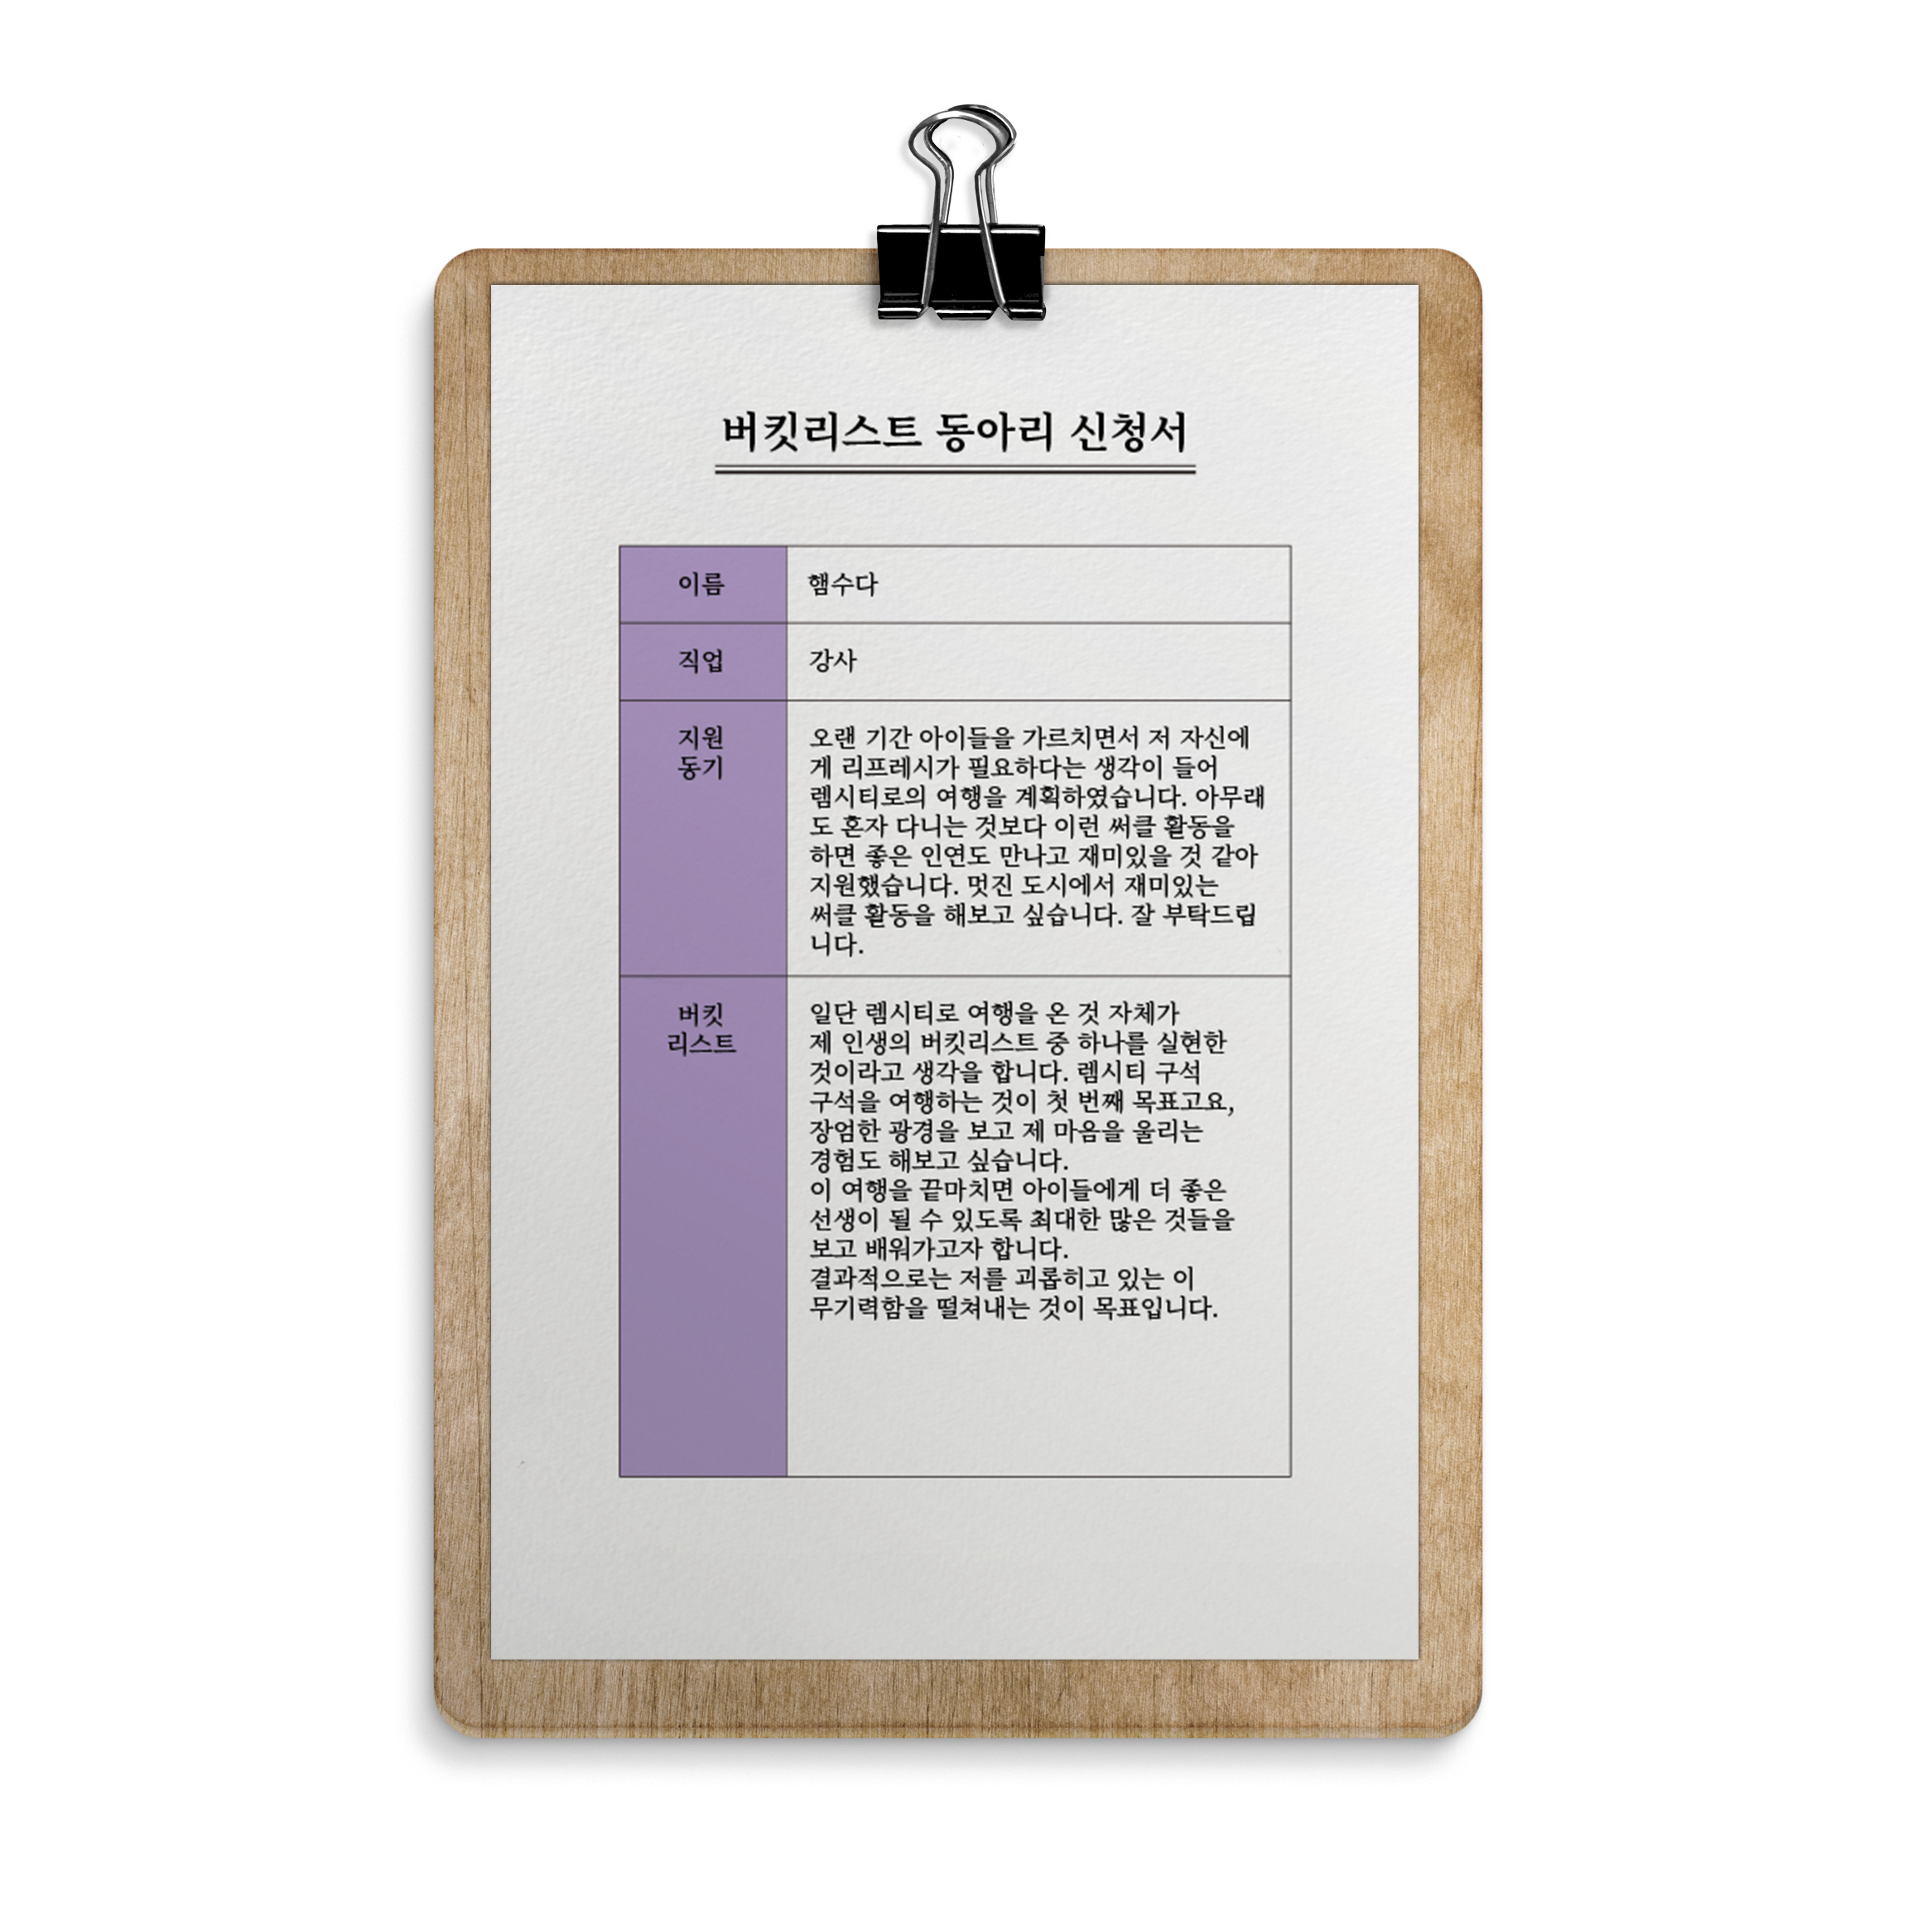 버킷리스트 동아리 신청서
이름
햄수다
직업
강사
지원
동기
오랜 기간 아이들을 가르치면서 저 자신에
게 리프레시가 필요하다는 생각이 들어
렘시티로의 여행을 계획하였습니다. 아무래
도 혼자 다니는 것보다 이런 써클 활동을
하면 좋은 인연도 만나고 재미있을 것 같아
지원했습니다. 멋진 도시에서 재미있는
써클 활동을 해보고 싶습니다. 잘 부탁드립
니다.
버킷
리스트
일단 렘시티로 여행을 온 것 자체가
제 인생의 버킷리스트 중 하나를 실현한
것이라고 생각을 합니다. 렘시티 구석
구석을 여행하는 것이 첫 번째 목표고요,
장엄한 광경을 보고 제 마음을 울리는
경험도 해보고 싶습니다.
이 여행을 끝마치면 아이들에게 더 좋은
선생이 될 수 있도록 최대한 많은 것들을
보고 배워가고자 합니다.
결과적으로는 저를 괴롭히고 있는 이
무기력함을 떨쳐내는 것이 목표입니다.